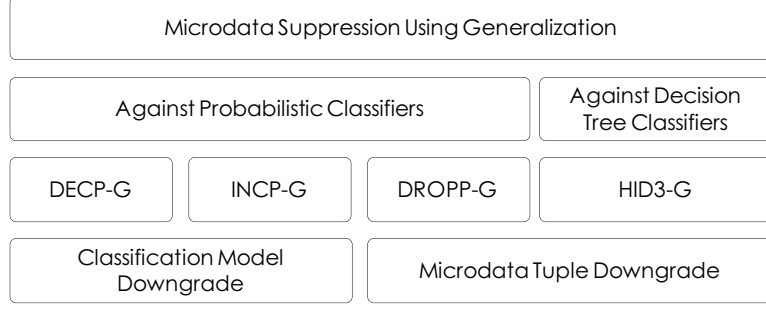 Microdata Suppression Using Generalization
Against Probabilistic Classifiers
Against Decision
Tree Classifiers
DECP-G
INCP-G
DROPP-G
HID3-G
Classification Model
Downgrade
Microdata Tuple Downgrade